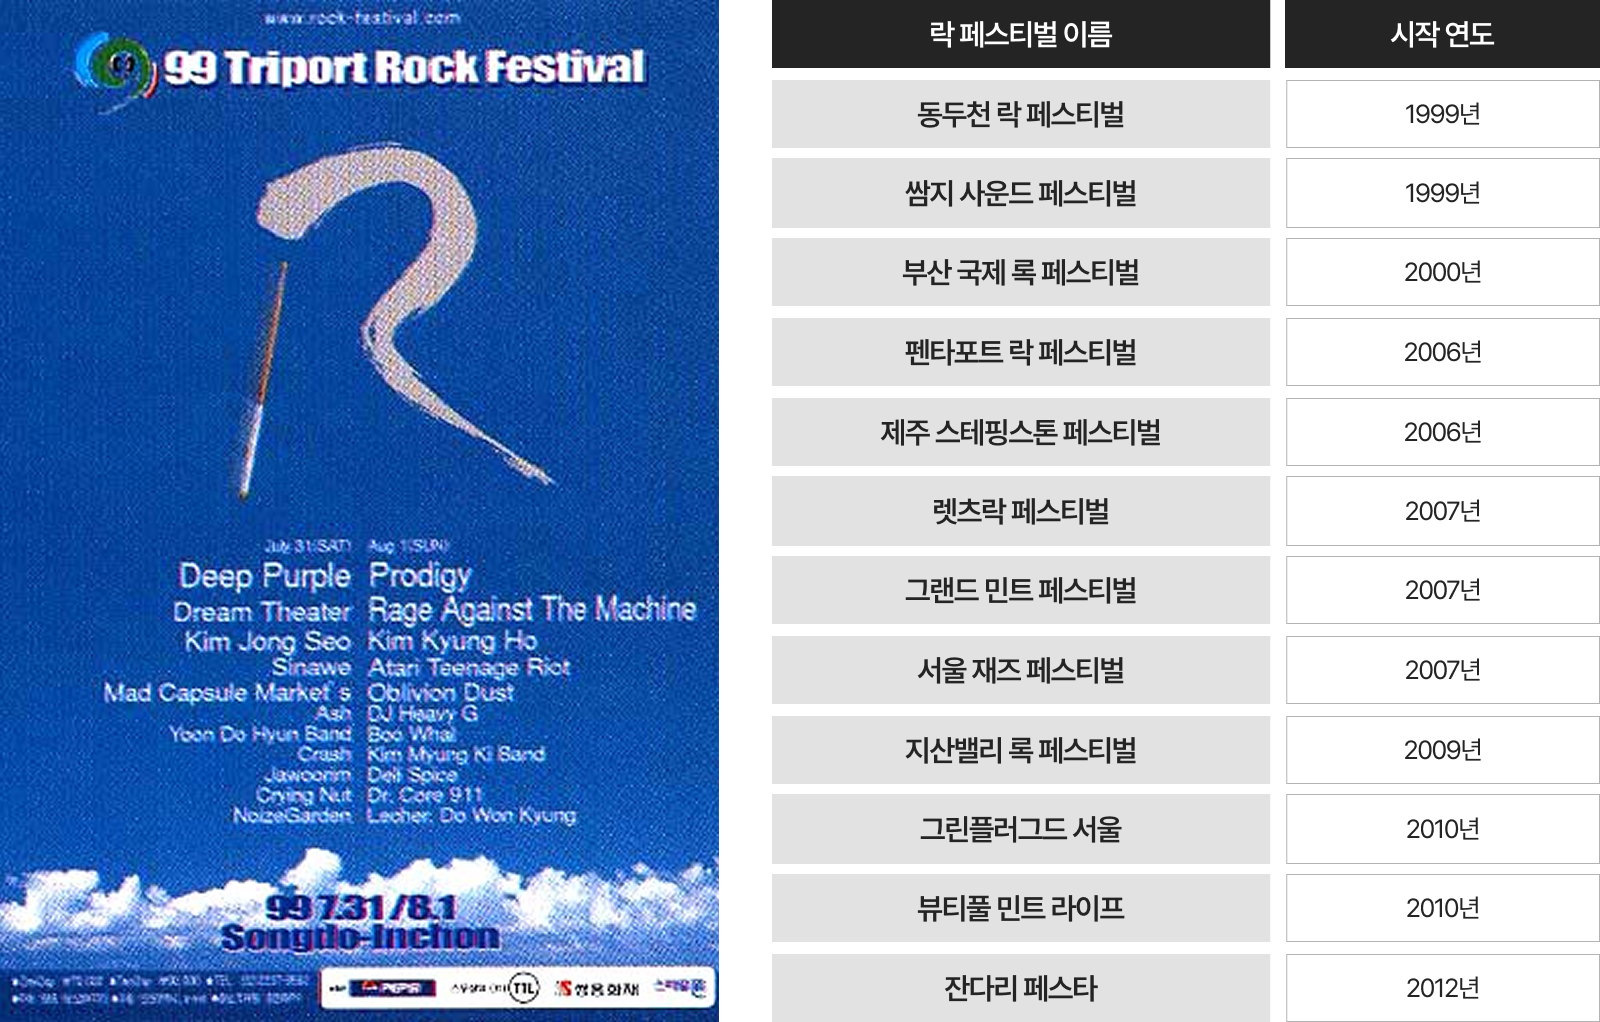 www.rock-festival.com
99 Triport Rock Festival
July 31(SAT) Aug 1(SUN)
Deep Purple Prodigy
Dream Theater Rage Against The Machine
Kim Jong Seo Kim Kyung Ho
Sinawe Atari Teenage Riot
Mad Capsule Market's Oblivion Dust
Ash DJ Heavy G
Yoon Do Hyun Band Boo Whal
Crash Kim Myung Ki Band
Jawoorim Deli Spice
Crying Nut Dr. Core 911
NoizeGarden Lecher: Do Won Kyung
99 7.31/8.1
Songdo-Inchon
PEPSI TTL 쌍용화재
락 페스티벌 이름 시작 연도
동두천 락 페스티벌 1999년
쌈지 사운드 페스티벌 1999년
부산 국제 록 페스티벌 2000년
펜타포트 락 페스티벌 2006년
제주 스테핑스톤 페스티벌 2006년
렛츠락 페스티벌 2007년
그랜드 민트 페스티벌 2007년
서울 재즈 페스티벌 2007년
지산밸리 록 페스티벌 2009년
그린플러그드 서울 2010년
뷰티풀 민트 라이프 2010년
잔다리 페스타 2012년